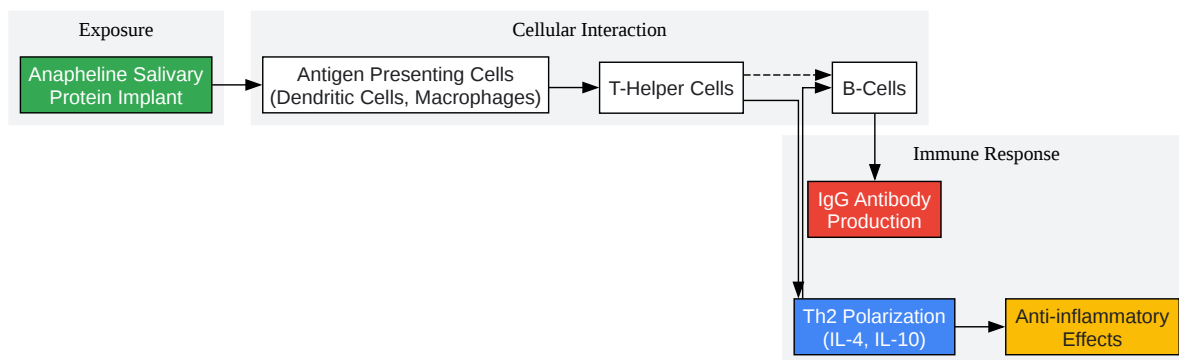 Exposure
Cellular Interaction
Anapheline Salivary
Protein Implant
Antigen Presenting Cells
(Dendritic Cells, Macrophages)
T-Helper Cells
B-Cells
Immune Response
IgG Antibody
Production
Th2 Polarization
(IL-4, IL-10)
Anti-inflammatory
Effects